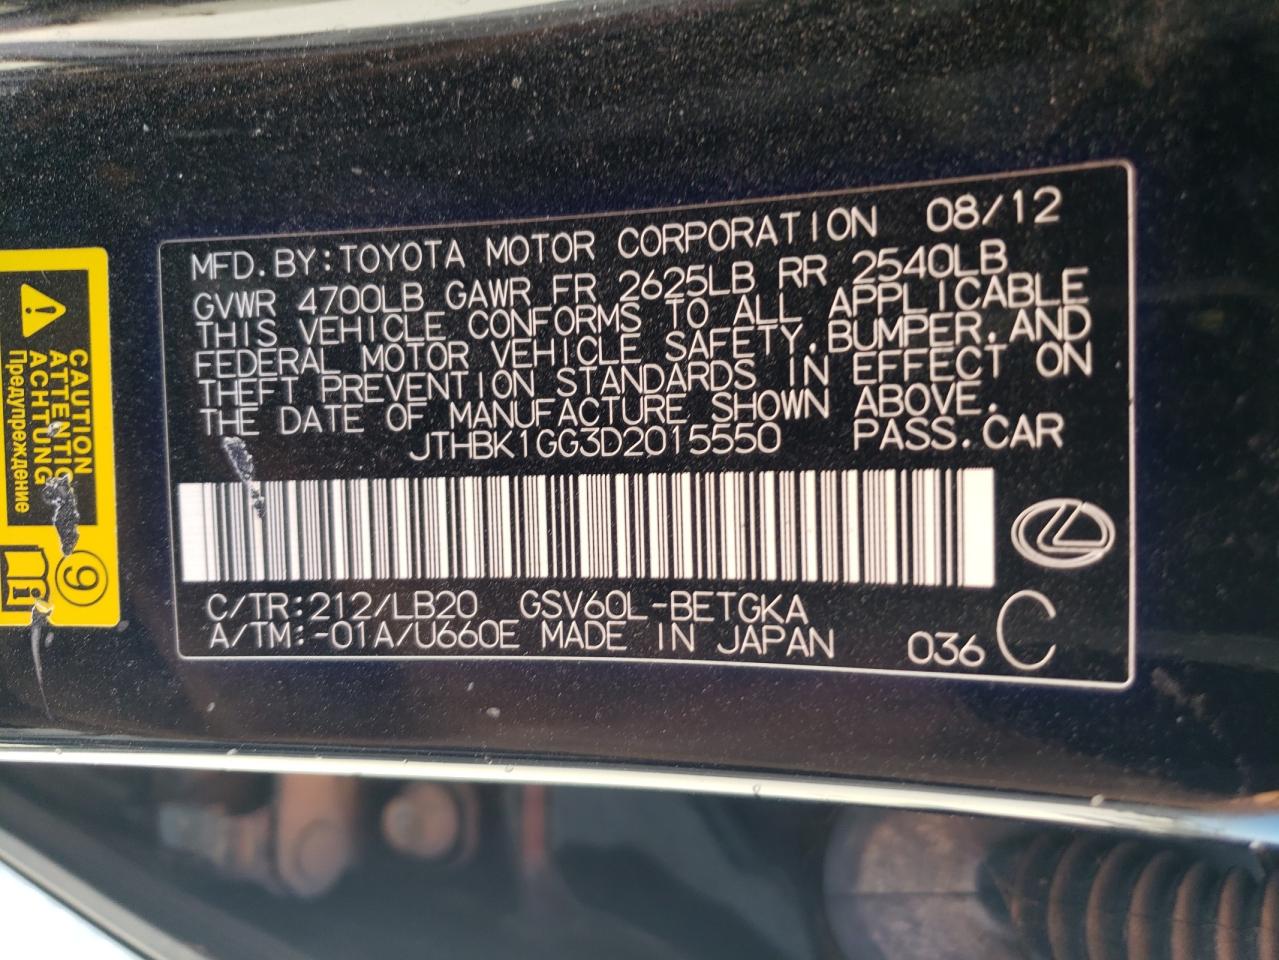 MFD.BY:TOYOTA MOTOR CORPORATION 08/12
GVWR 4700LB GAWR FR 2625LB RR 2540LB
THIS VEHICLE CONFORMS TO ALL APPLICABLE
FEDERAL MOTOR VEHICLE SAFETY,BUMPER,AND
THEFT PREVENTION STANDARDS IN EFFECT ON
THE DATE OF MANUFACTURE SHOWN ABOVE.
JTHBK1GG3D2015550 PASS.CAR
C/TR:212/LB20 GSV60L-BETGKA
A/TM:-01A/U660E MADE IN JAPAN 036 C
CAUTION
ATTENTIO
ACHTUNG
Предупреждение
9
i